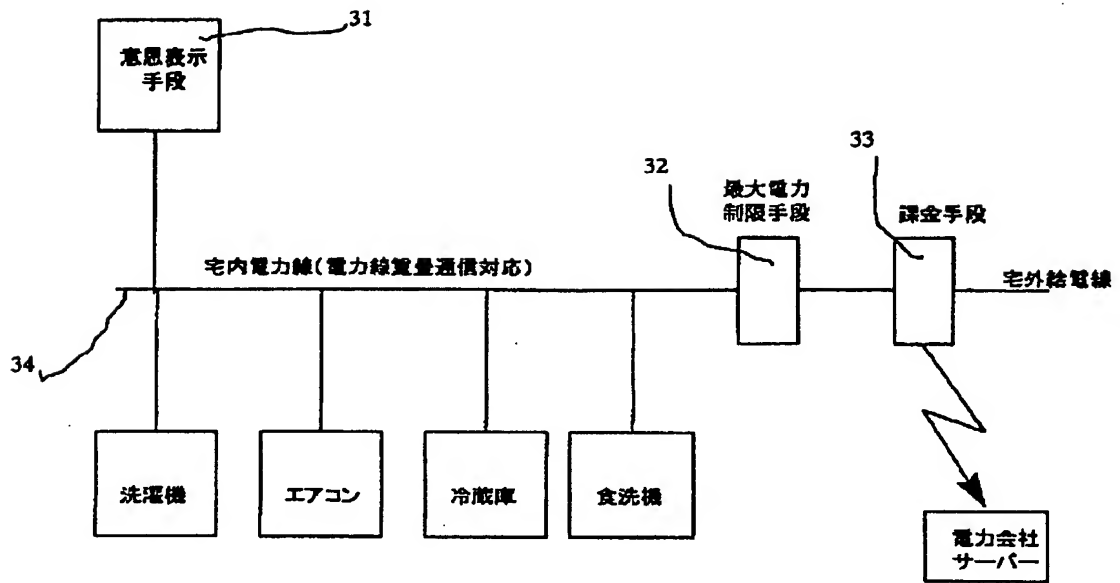 31
意思表示
手段
32
最大電力
制限手段
33
課金手段
宅内電力線(電力線重畳通信対応)
宅外給電線
34
洗濯機
エアコン
冷蔵庫
食洗機
電力会社
サーバー